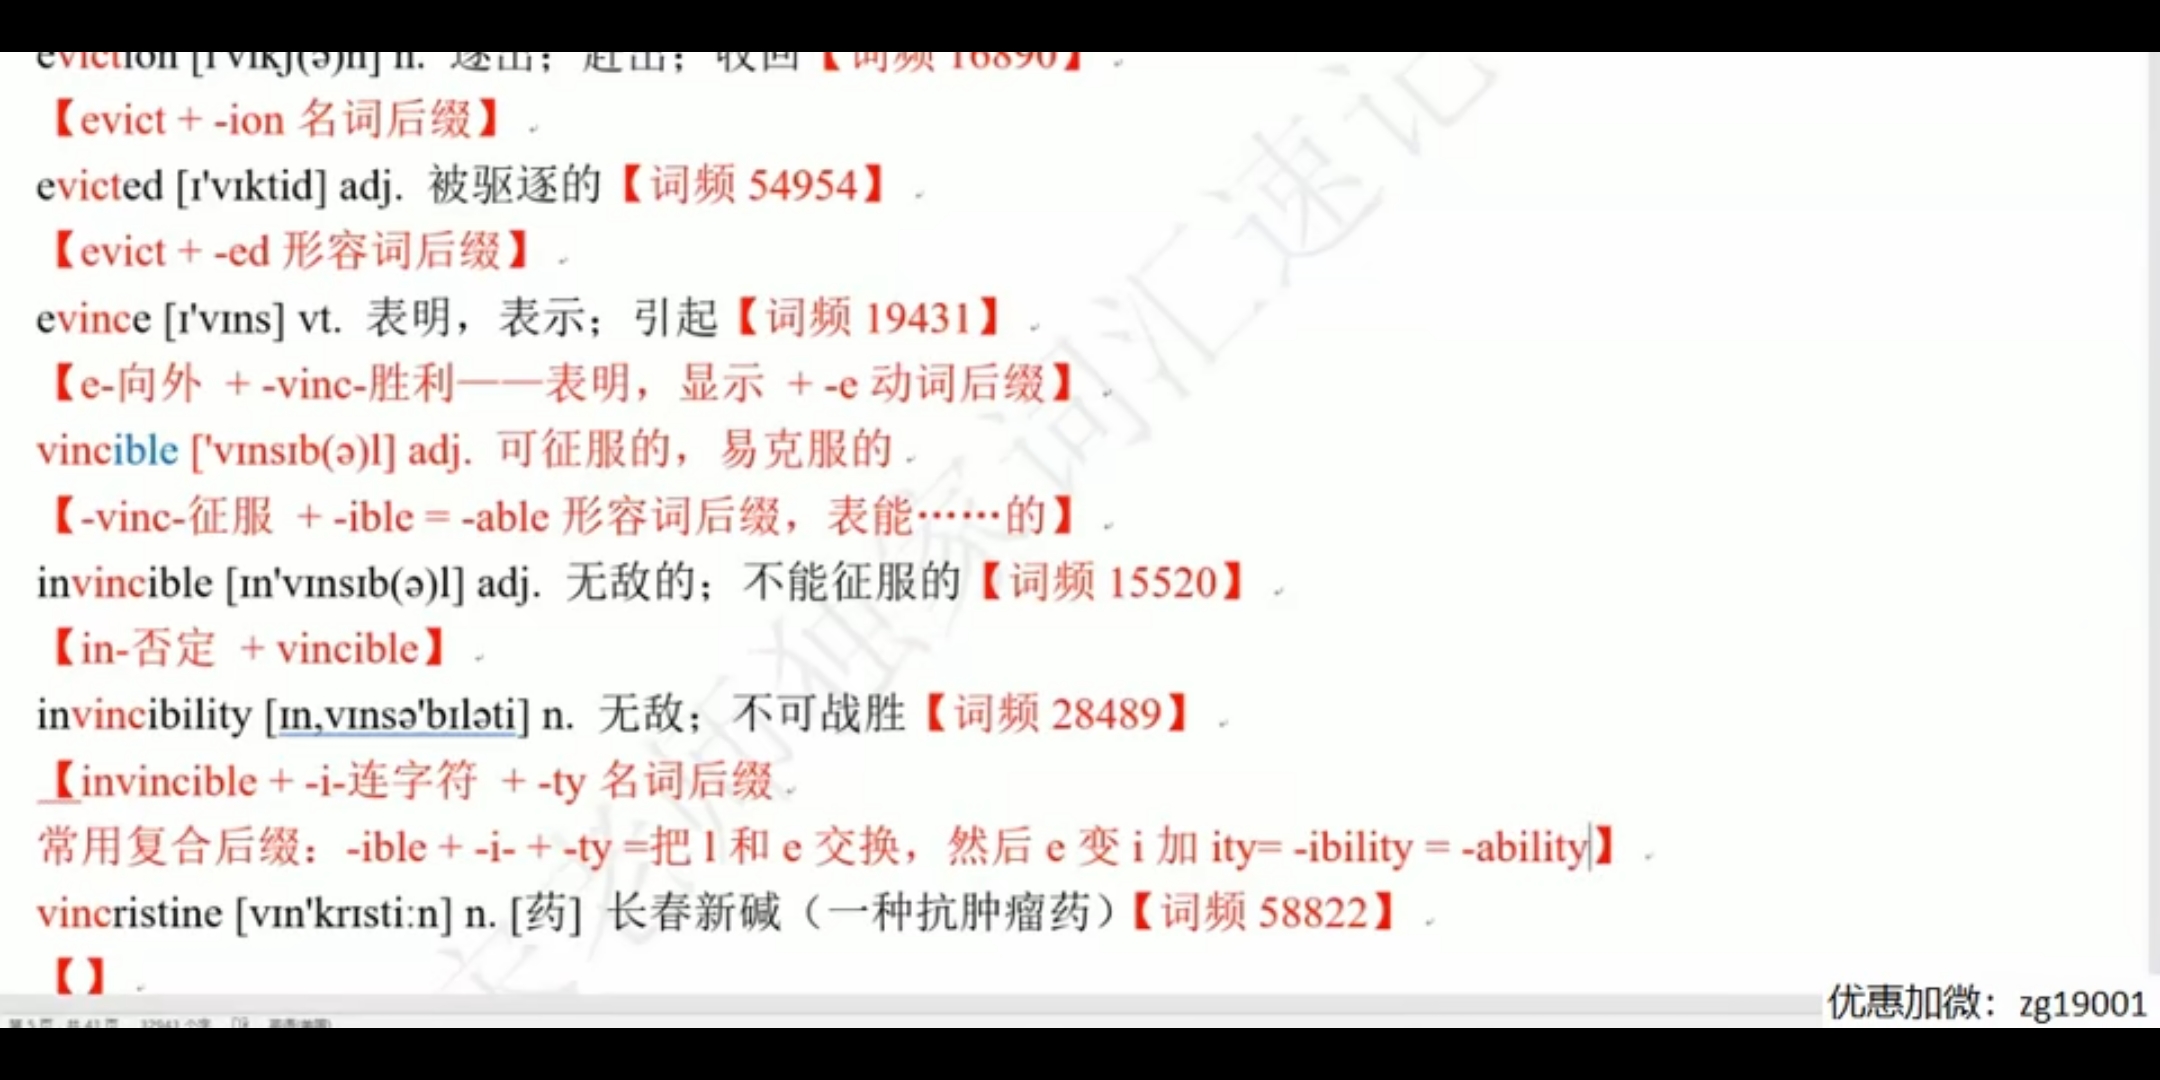 eviction [ɪ'vɪkʃ(ə)n] n. 逐出；赶出；收回【词频 16890】
【evict + -ion 名词后缀】
evicted [ɪ'vɪktid] adj. 被驱逐的【词频 54954】
【evict + -ed 形容词后缀】
evince [ɪ'vɪns] vt. 表明，表示；引起【词频 19431】
【e-向外 + -vinc-胜利——表明，显示 + -e 动词后缀】
vincible ['vɪnsɪb(ə)l] adj. 可征服的，易克服的
【-vinc-征服 + -ible = -able 形容词后缀，表能……的】
invincible [ɪn'vɪnsɪb(ə)l] adj. 无敌的；不能征服的【词频 15520】
【in-否定 + vincible】
invincibility [ɪn,vɪnsə'bɪləti] n. 无敌；不可战胜【词频 28489】
【invincible + -i-连字符 + -ty 名词后缀
常用复合后缀：-ible + -i- + -ty =把 l 和 e 交换，然后 e 变 i 加 ity= -ibility = -ability】
vincristine [vɪn'krɪsti:n] n. [药] 长春新碱（一种抗肿瘤药）【词频 58822】
【】
优惠加微：zg19001
老师独家词汇速记